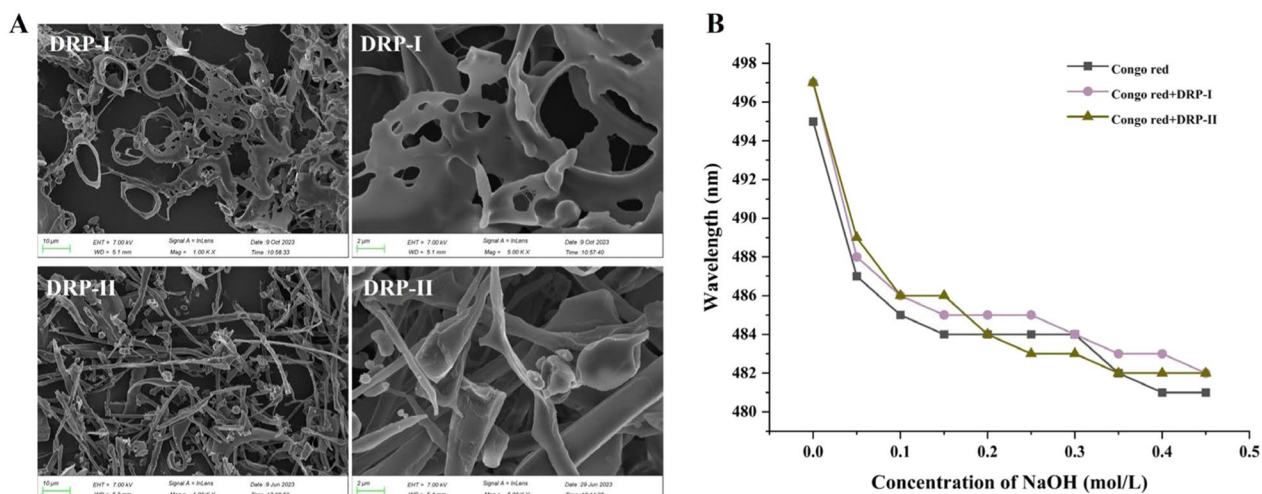 A
DRP-I
10 µm
EHT = 7.00 kV
WD = 5.1 mm
Signal A = InLens
Mag = 1.00 K X
Date :9 Oct 2023
Time :10:58:33
DRP-I
2 µm
EHT = 7.00 kV
WD = 5.1 mm
Signal A = InLens
Mag = 5.00 K X
Date :9 Oct 2023
Time :10:57:40
DRP-II
10 µm
EHT = 7.00 kV
Signal A = InLens
Date :9 Jun 2023
DRP-II
2 µm
EHT = 7.00 kV
Signal A = InLens
Date :29 Jun 2023
B
Wavelength (nm)
498
496
494
492
490
488
486
484
482
480
Congo red
Congo red+DRP-I
Congo red+DRP-II
0.0 0.1 0.2 0.3 0.4 0.5
Concentration of NaOH (mol/L)